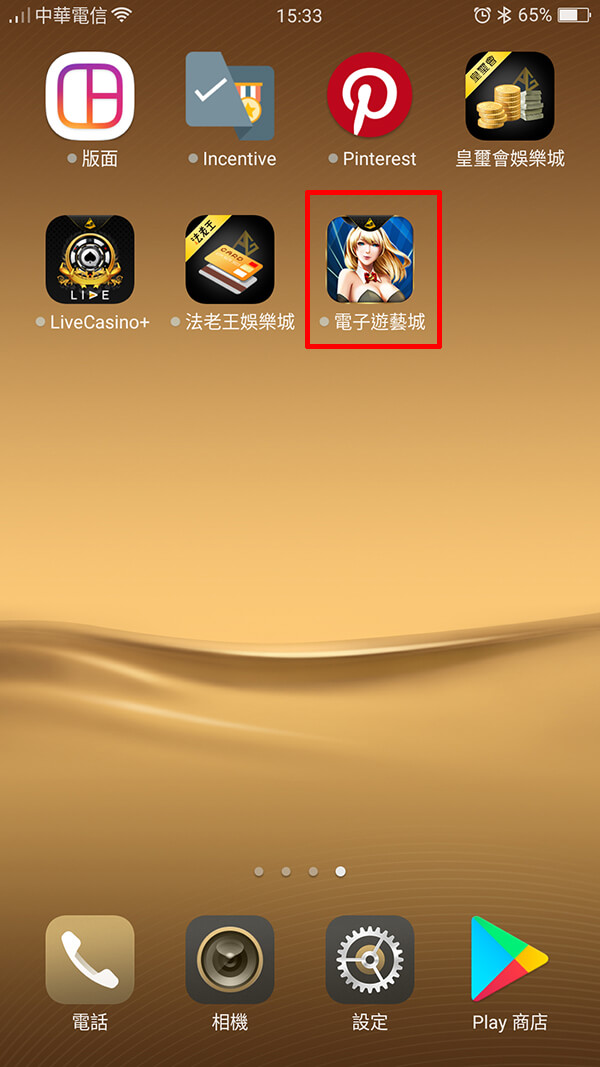 中華電信
15:33
65%
版面
Incentive
Pinterest
皇璽會
皇璽會娛樂城
LIVE
LiveCasino+
法老王
CARD
法老王娛樂城
電子遊藝城
電話
相機
設定
Play 商店